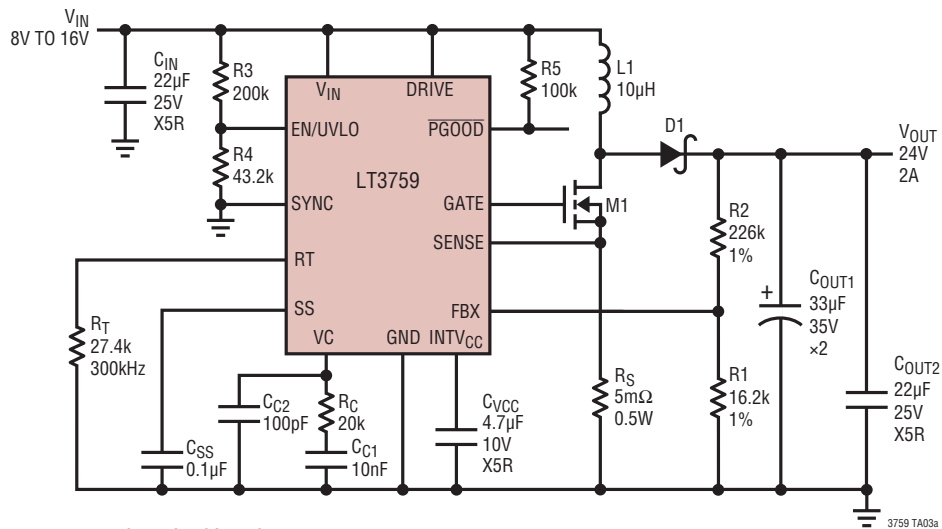 VIN
8V TO 16V
CIN
22µF
25V
X5R
R3
200k
R4
43.2k
VIN
DRIVE
EN/UVLO
PGOOD
LT3759
SYNC
GATE
SENSE
RT
SS
FBX
VC
GND
INTVCC
R5
100k
L1
10µH
D1
M1
VOUT
24V
2A
R2
226k
1%
COUT1
+
33µF
35V
×2
COUT2
22µF
25V
X5R
R1
16.2k
1%
RS
5mΩ
0.5W
RT
27.4k
300kHz
CSS
0.1µF
CC2
100pF
RC
20k
CC1
10nF
CVCC
4.7µF
10V
X5R
3759 TA03a